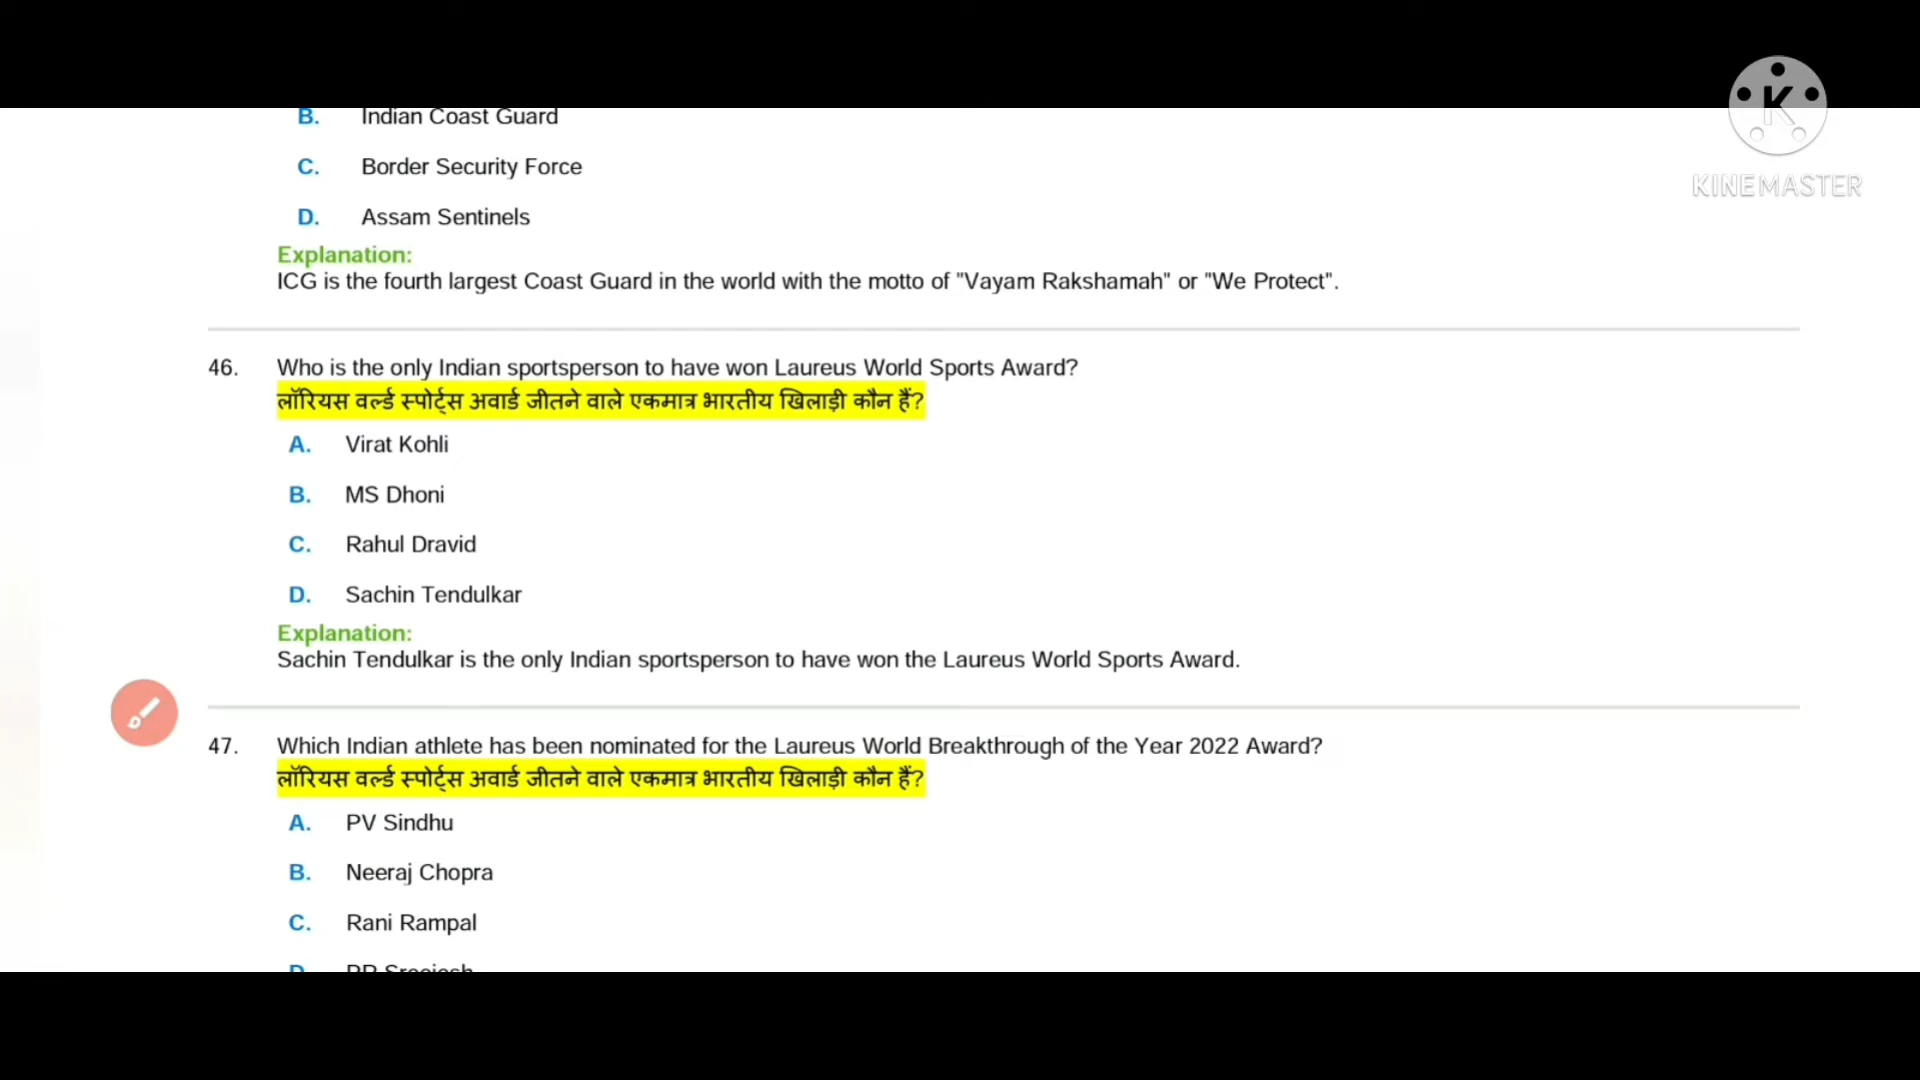 B. Indian Coast Guard
KINEMASTER
C. Border Security Force
D. Assam Sentinels
Explanation:
ICG is the fourth largest Coast Guard in the world with the motto of "Vayam Rakshamah" or "We Protect".
46. Who is the only Indian sportsperson to have won Laureus World Sports Award?
लॉरियस वर्ल्ड स्पोर्ट्स अवार्ड जीतने वाले एकमात्र भारतीय खिलाड़ी कौन हैं?
A. Virat Kohli
B. MS Dhoni
C. Rahul Dravid
D. Sachin Tendulkar
Explanation:
Sachin Tendulkar is the only Indian sportsperson to have won the Laureus World Sports Award.
47. Which Indian athlete has been nominated for the Laureus World Breakthrough of the Year 2022 Award?
लॉरियस वर्ल्ड स्पोर्ट्स अवार्ड जीतने वाले एकमात्र भारतीय खिलाड़ी कौन हैं?
A. PV Sindhu
B. Neeraj Chopra
C. Rani Rampal